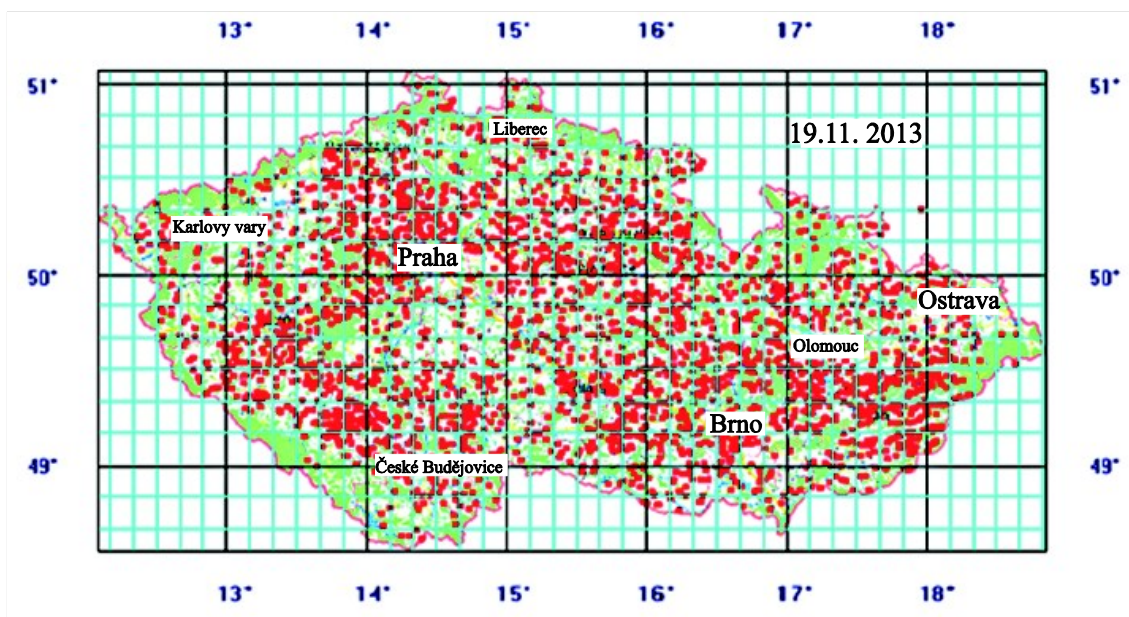 13° 14° 15° 16° 17° 18°
51° 51°
Liberec
19.11. 2013
Karlovy vary
Praha
50° 50°
Ostrava
Olomouc
Brno
České Budějovice
49° 49°
13° 14° 15° 16° 17° 18°